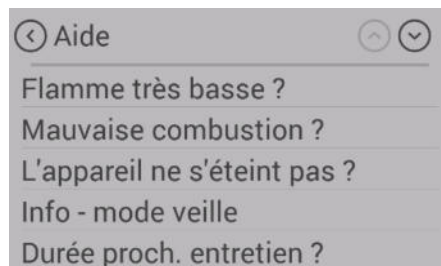 Aide
Flamme très basse ?
Mauvaise combustion ?
L'appareil ne s'éteint pas ?
Info - mode veille
Durée proch. entretien ?